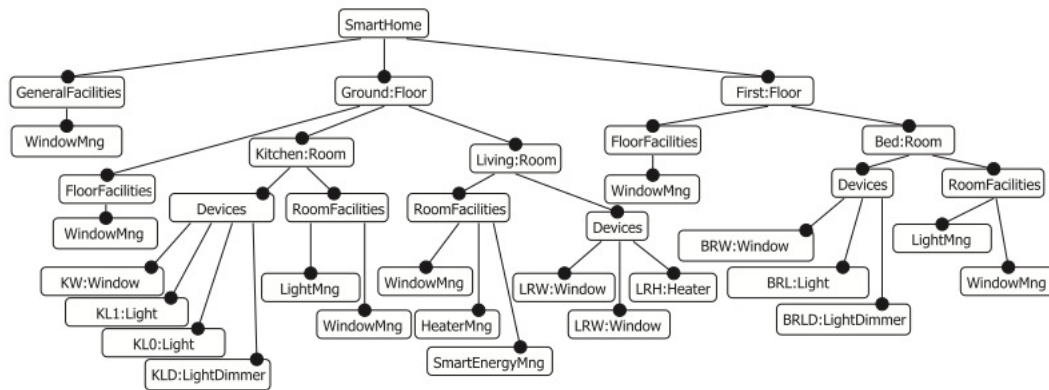 SmartHome
GeneralFacilities
Ground:Floor
First:Floor
WindowMng
Kitchen:Room
Living:Room
FloorFacilities
Bed:Room
FloorFacilities
Devices
RoomFacilities
RoomFacilities
Devices
WindowMng
Devices
RoomFacilities
WindowMng
KW:Window
KL1:Light
KL0:Light
KLD:LightDimmer
LightMng
WindowMng
WindowMng
HeaterMng
SmartEnergyMng
LRW:Window
LRW:Window
LRH:Heater
BRW:Window
BRL:Light
BRLD:LightDimmer
LightMng
WindowMng